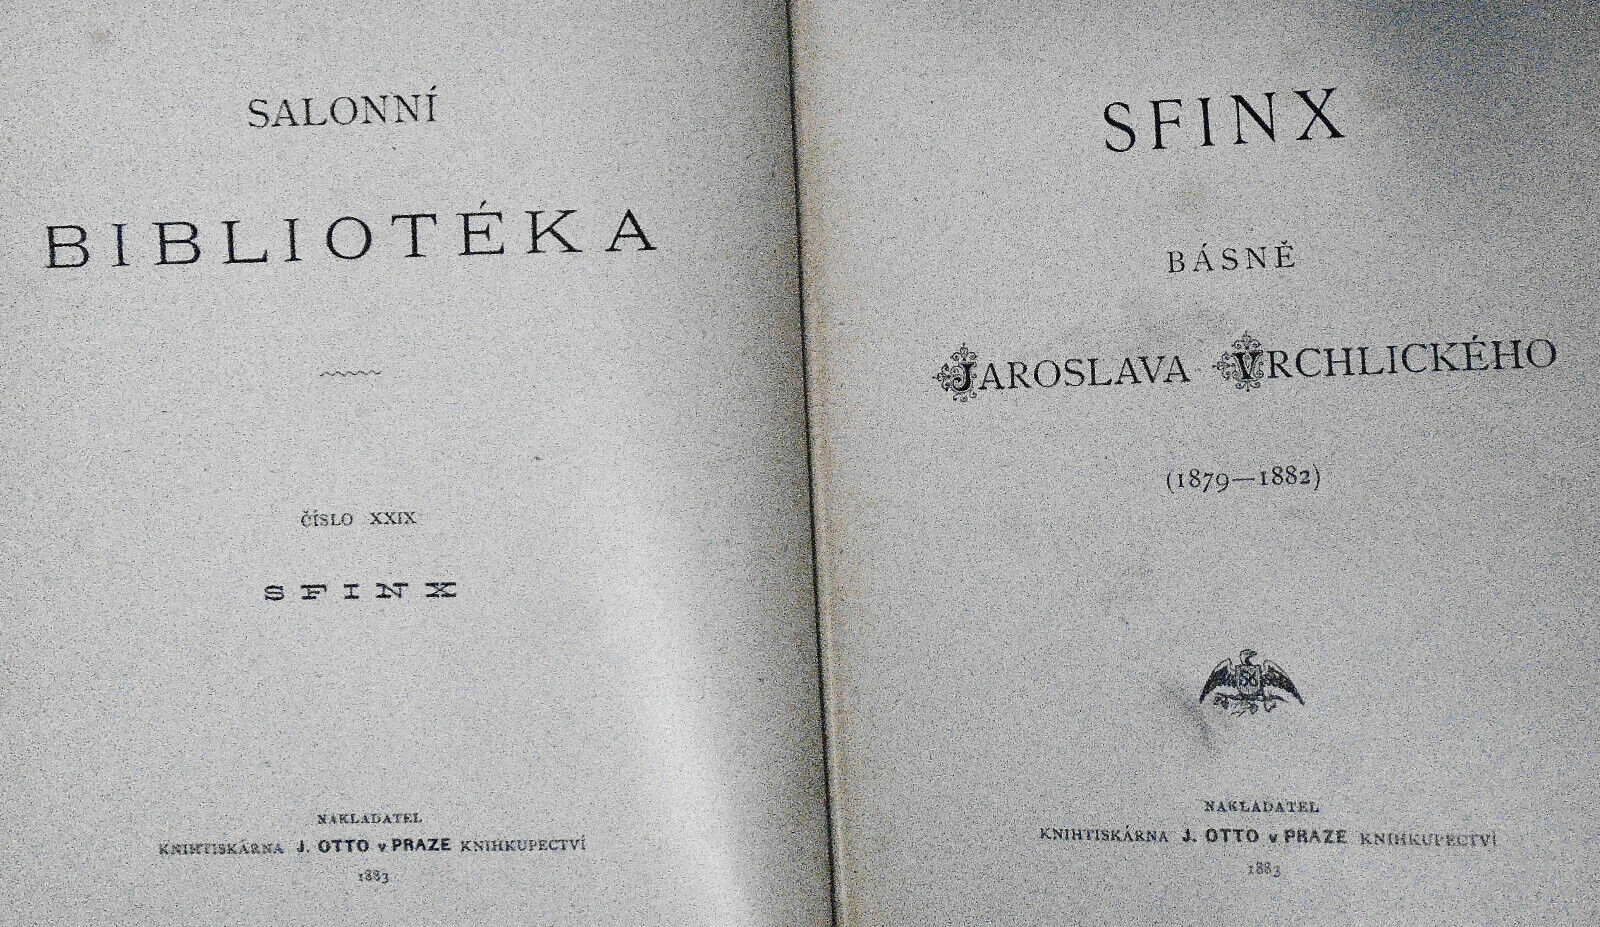 SALONNÍ
BIBLIOTÉKA
ČÍSLO XXIX
SFINX
NAKLADATEL
KNIHTISKÁRNA J. OTTO v PRAZE KNIHKUPECTVÍ
1883
SFINX
BÁSNĚ
JAROSLAVA VRCHLICKÉHO
(1879—1882)
NAKLADATEL
KNIHTISKÁRNA J. OTTO v PRAZE KNIHKUPECTVÍ
1883